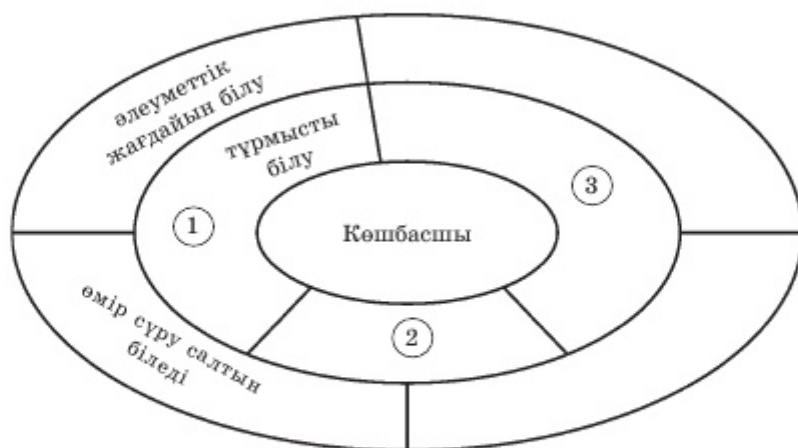 әлеуметтік
жағдайын білу
тұрмысты
білу
3
1
Көшбасшы
өмір сүру салтын
біледі
2